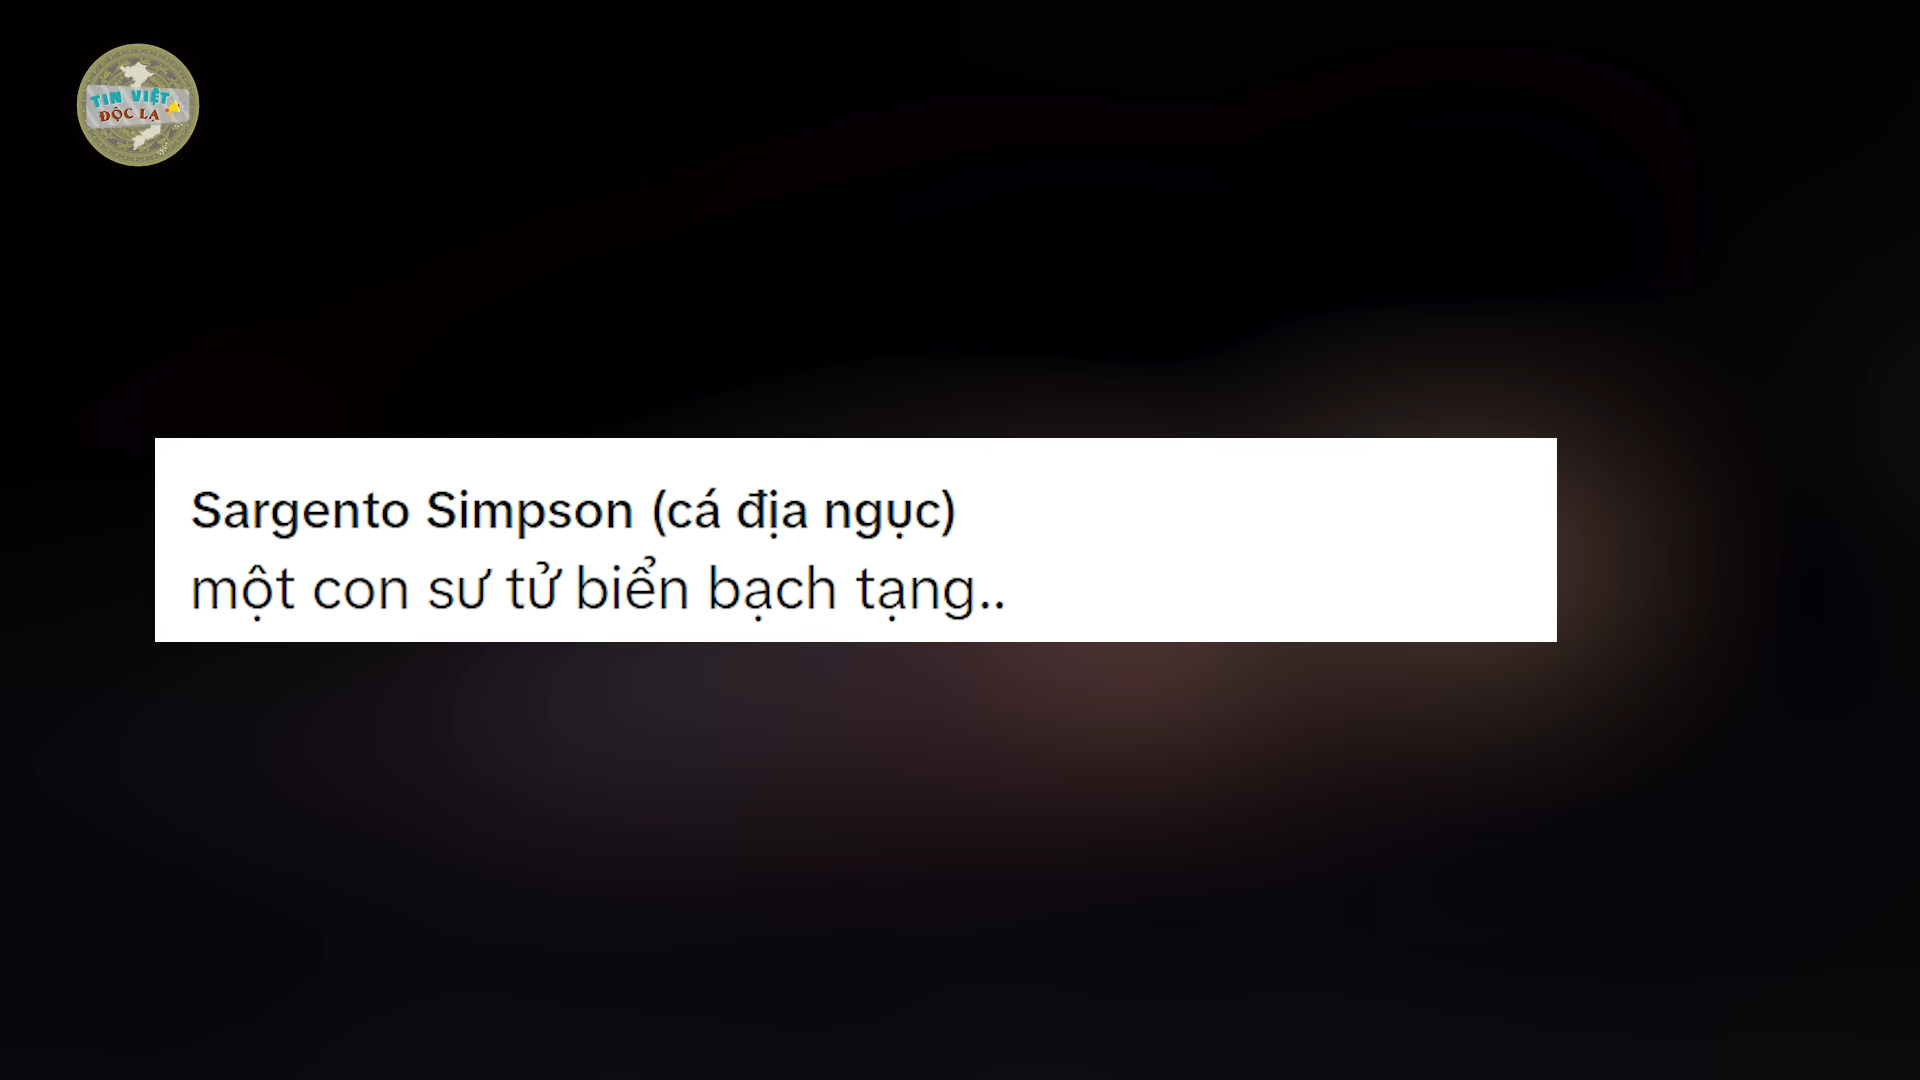 TIN VIỆT
ĐỘC LẠ
Sargento Simpson (cá địa ngục)
một con sư tử biển bạch tạng..